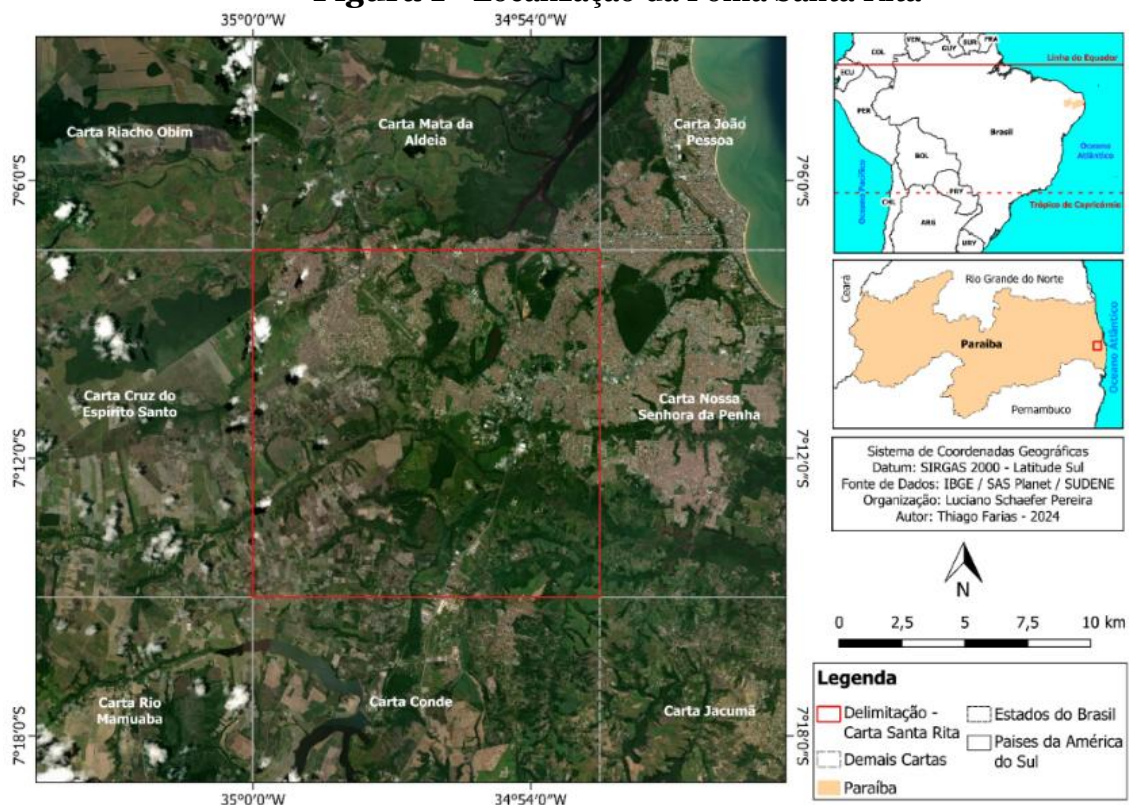 Figura 1 - Localização da Folha Santa Rita
35°0'0"W
34°54'0"W
7°6'0"S
7°12'0"S
7°18'0"S
Carta Riacho Obim
Carta Mata da
Aldeia
Carta João
Pessoa
Carta Cruz do
Espírito Santo
Carta Nossa
Senhora da Penha
Carta Rio
Mamuaba
Carta Conde
Carta Jacumã
7°6'0"S
7°12'0"S
7°18'0"S
35°0'0"W
34°54'0"W
VEN
GUY
SUR
FRA
COL
Linha do Equador
ECU
PER
Brasil
BOL
Oceano
Atlântico
Oceano Pacífico
PRY
CHL
Trópico de Capricórnio
ARG
URY
Ceará
Rio Grande do Norte
Paraíba
Oceano Atlântico
Pernambuco
Sistema de Coordenadas Geográficas
Datum: SIRGAS 2000 - Latitude Sul
Fonte de Dados: IBGE / SAS Planet / SUDENE
Organização: Luciano Schaefer Pereira
Autor: Thiago Farias - 2024
N
0 2,5 5 7,5 10 km
Legenda
Delimitação -
Carta Santa Rita
Demais Cartas
Paraíba
Estados do Brasil
Paises da América
do Sul